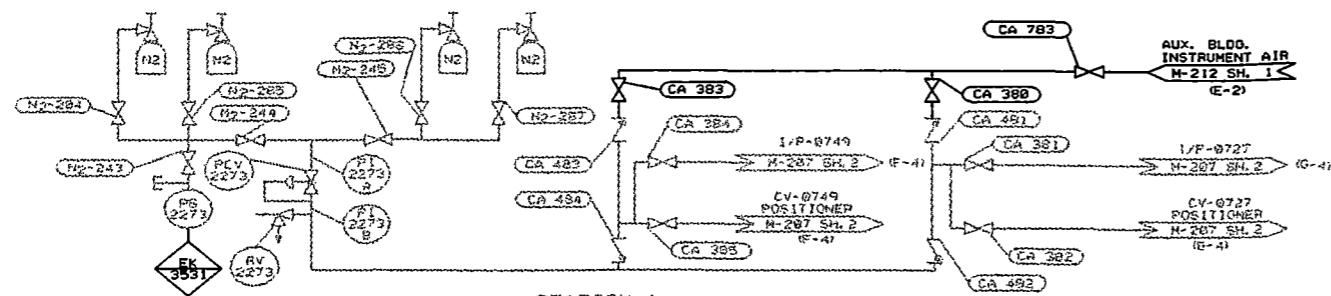 N2
N2
N2
N2
N2-286
N2-245
CA 783
AUX. BLDG.
INSTRUMENT AIR
M-212 SH. 1
(E-2)
N2-284
N2-285
N2-244
N2-287
CA 383
CA 380
CA 384
CA 481
CA 381
I/P-0749
M-207 SH. 2
(F-4)
I/P-0727
M-207 SH. 2
(G-4)
N2-243
PCV
2273
PI
2273
A
CA 483
CA 484
PS
2273
PI
2273
B
CV-0749
POSITIONER
M-207 SH. 2
(F-4)
CV-0727
POSITIONER
M-207 SH. 2
(G-4)
EK
3531
RV
2273
CA 385
CA 382
CA 482